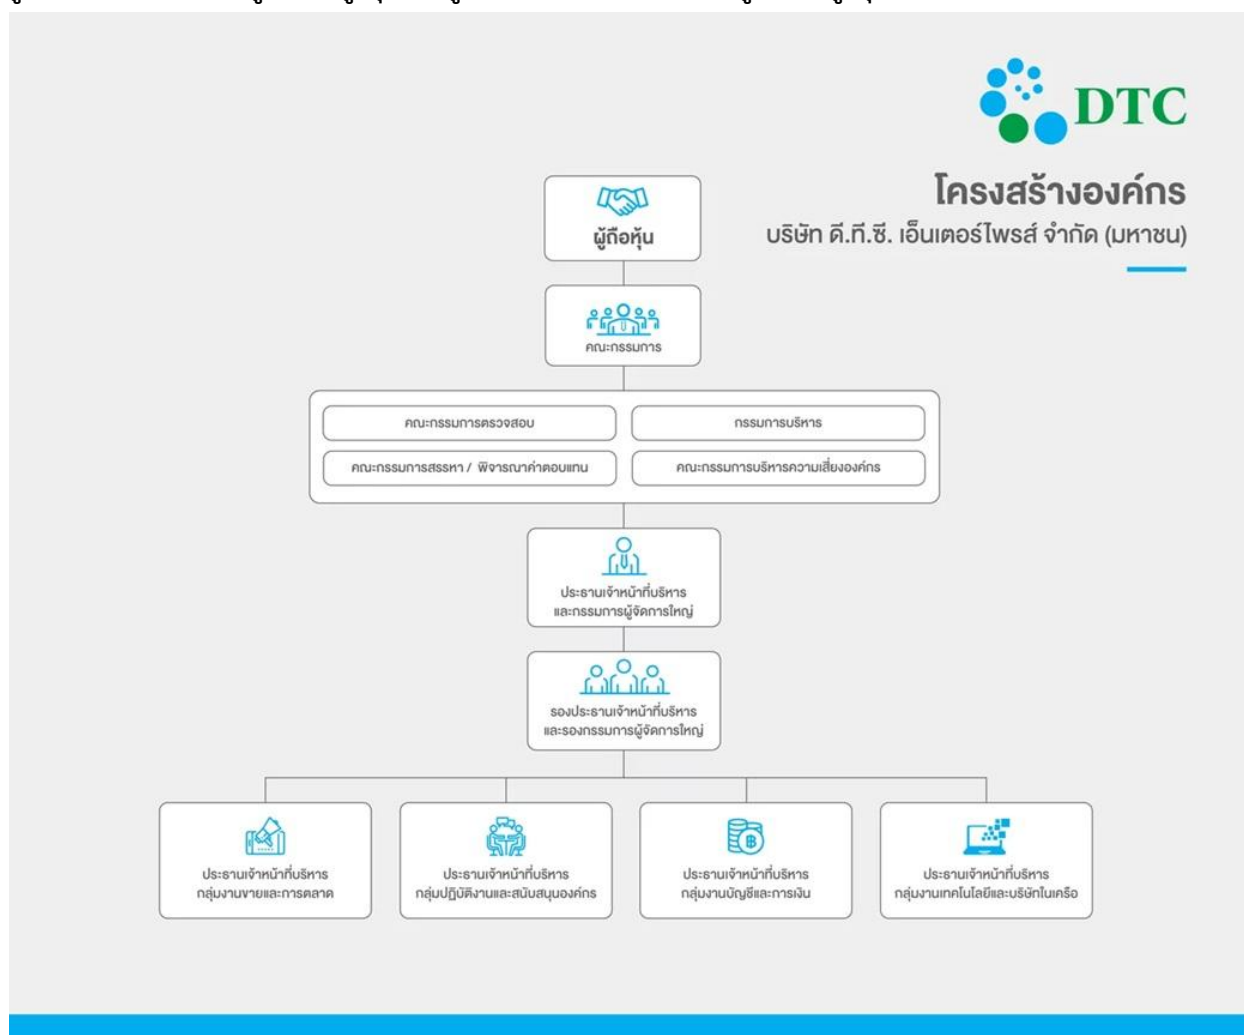 DTC
โครงสร้างองค์กร
บริษัท ดี.ที.ซี. เอ็นเตอร์ไพรส์ จำกัด (มหาชน)
ผู้ถือหุ้น
คณะกรรมการ
คณะกรรมการตรวจสอบ
กรรมการบริหาร
คณะกรรมการสรรหา / พิจารณาค่าตอบแทน
คณะกรรมการบริหารความเสี่ยงองค์กร
ประธานเจ้าหน้าที่บริหาร
และกรรมการผู้จัดการใหญ่
รองประธานเจ้าหน้าที่บริหาร
และรองกรรมการผู้จัดการใหญ่
ประธานเจ้าหน้าที่บริหาร
กลุ่มงานขายและการตลาด
ประธานเจ้าหน้าที่บริหาร
กลุ่มปฏิบัติงานและสนับสนุนองค์กร
ประธานเจ้าหน้าที่บริหาร
กลุ่มงานบัญชีและการเงิน
ประธานเจ้าหน้าที่บริหาร
กลุ่มงานเทคโนโลยีและบริษัทในเครือ